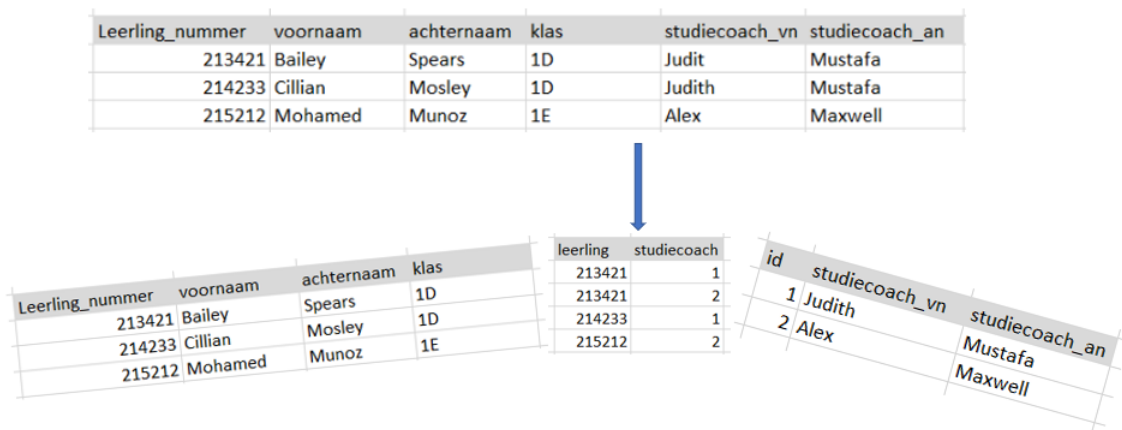 Leerling_nummer voornaam achternaam klas studiecoach_vn studiecoach_an
213421 Bailey Spears 1D Judit Mustafa
214233 Cillian Mosley 1D Judith Mustafa
215212 Mohamed Munoz 1E Alex Maxwell
Leerling_nummer voornaam achternaam klas
213421 Bailey Spears 1D
214233 Cillian Mosley 1D
215212 Mohamed Munoz 1E
leerling studiecoach
213421 1
213421 2
214233 1
215212 2
id studiecoach_vn studiecoach_an
1 Judith Mustafa
2 Alex Maxwell